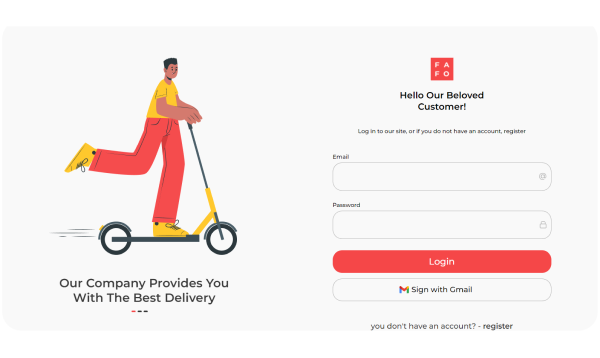 Our Company Provides You
With The Best Delivery
FA
FO
Hello Our Beloved
Customer!
Log in to our site, or if you do not have an account, register
Email
@
Password
Login
Sign with Gmail
you don't have an account? - register